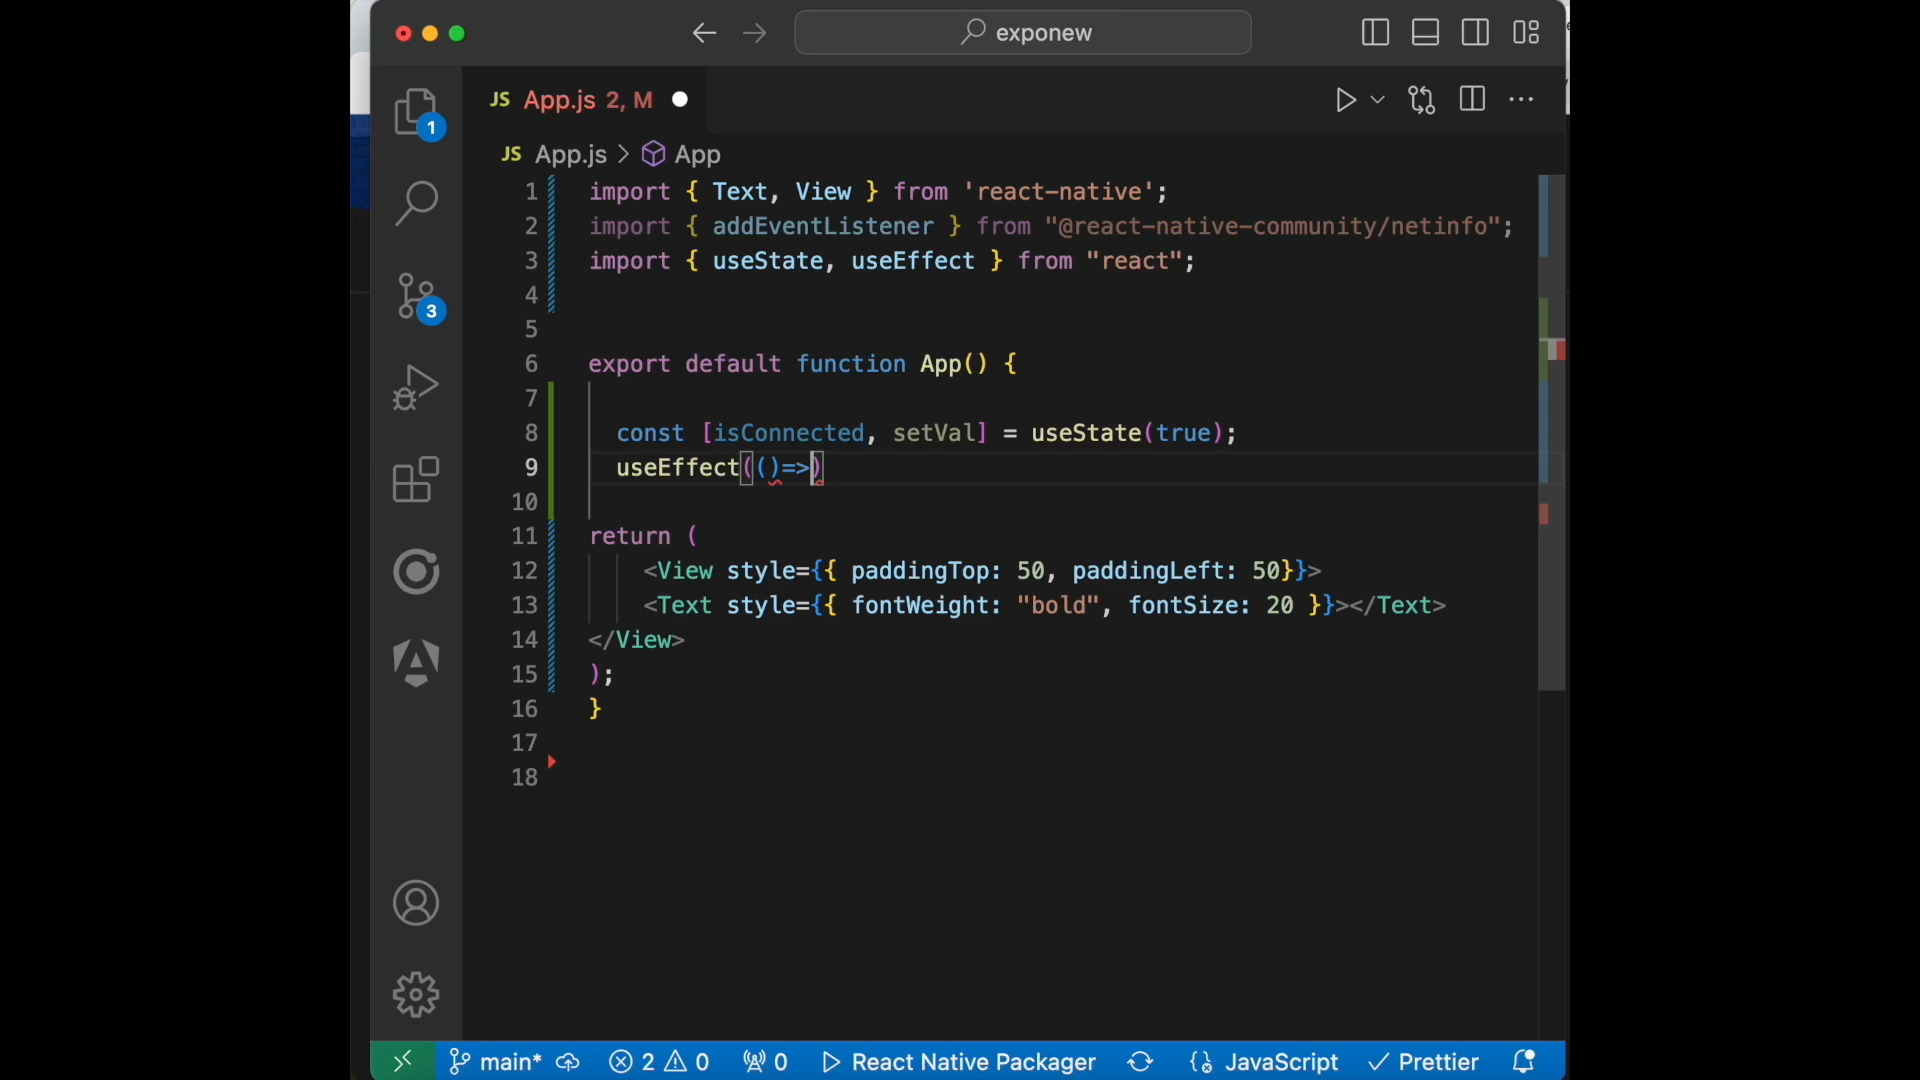 exponew
JS App.js 2, M
JS App.js > App
1
1 import { Text, View } from 'react-native';
2 import { addEventListener } from "@react-native-community/netinfo";
3 import { useState, useEffect } from "react";
4
5
6 export default function App() {
7
8 const [isConnected, setVal] = useState(true);
9 useEffect(()=>)
10
11 return (
12 <View style={{ paddingTop: 50, paddingLeft: 50}}>
13 <Text style={{ fontWeight: "bold", fontSize: 20 }}></Text>
14 </View>
15 );
16 }
17
18
3
main* 2 0 0 React Native Packager JavaScript Prettier